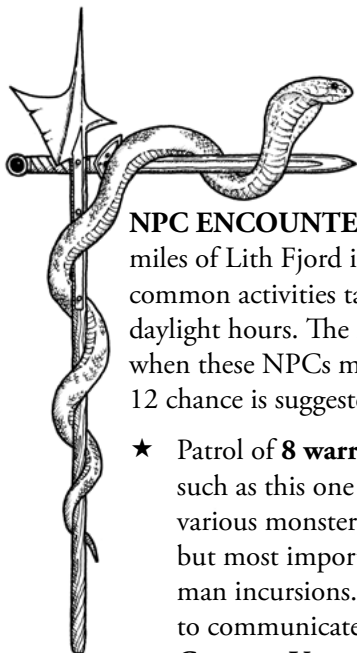 NPC ENCOUNTE
miles of Lith Fjord i
common activities ta
daylight hours. The
when these NPCs m
12 chance is suggeste
★ Patrol of 8 warr
such as this one
various monster
but most impor
man incursions.
to communicate